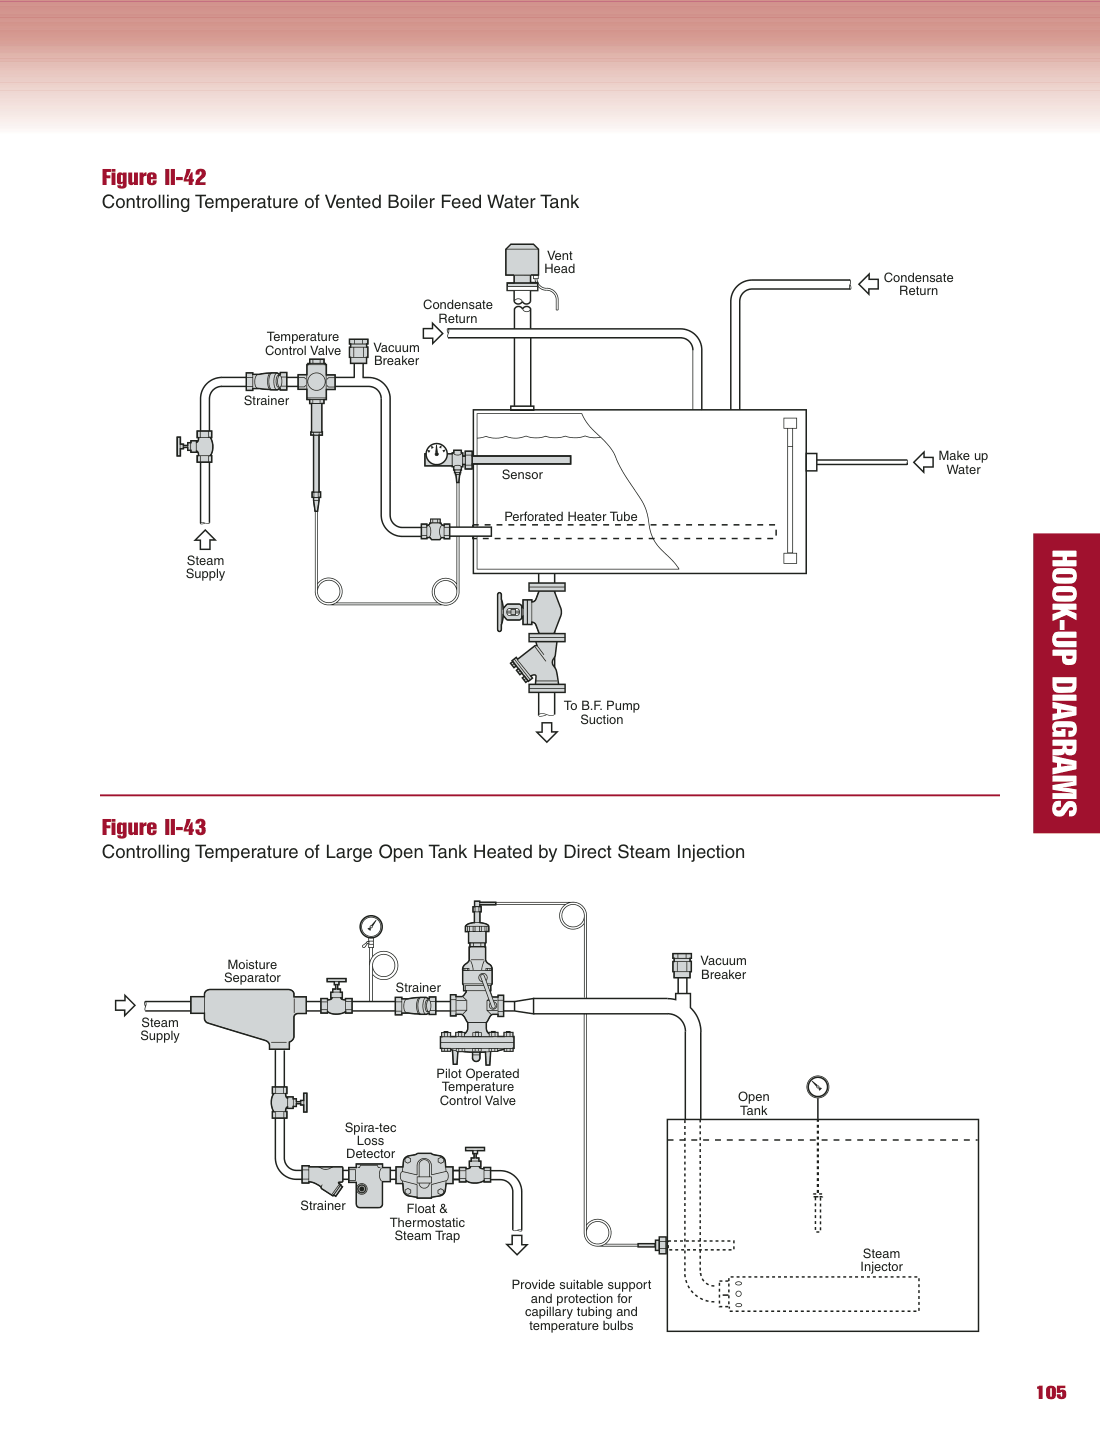 Figure II-42
Controlling Temperature of Vented Boiler Feed Water Tank
Vent
Head
Condensate
Return
Condensate
Return
Temperature
Control Valve
Vacuum
Breaker
Strainer
Make up
Water
Sensor
Perforated Heater Tube
Steam
Supply
To B.F. Pump
Suction
HOOK-UP DIAGRAMS
Figure II-43
Controlling Temperature of Large Open Tank Heated by Direct Steam Injection
Moisture
Separator
Strainer
Vacuum
Breaker
Steam
Supply
Pilot Operated
Temperature
Control Valve
Open
Tank
Spira-tec
Loss
Detector
Strainer
Float &
Thermostatic
Steam Trap
Steam
Injector
Provide suitable support
and protection for
capillary tubing and
temperature bulbs
105